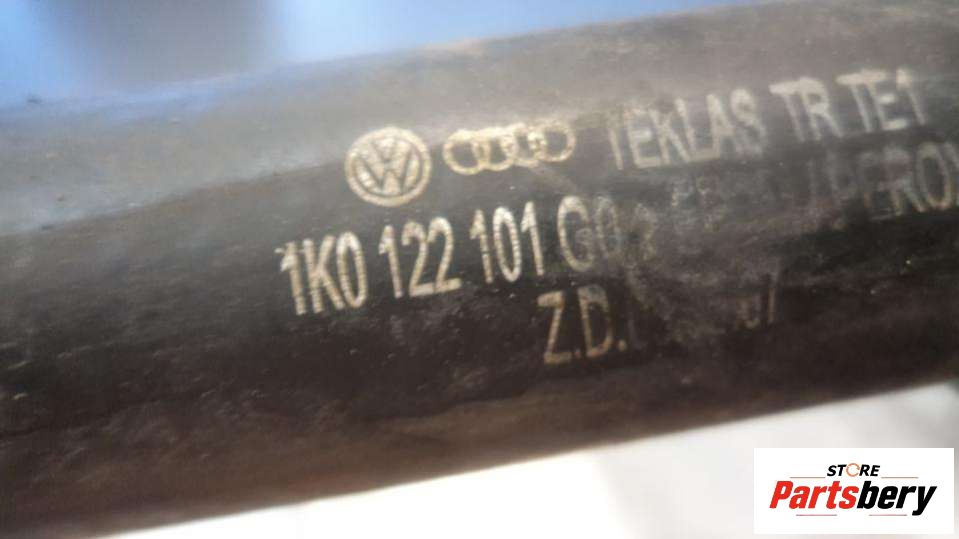 TEKLAS TR TE1
1K0 122 101
Z.D.
STORE
Partsbery